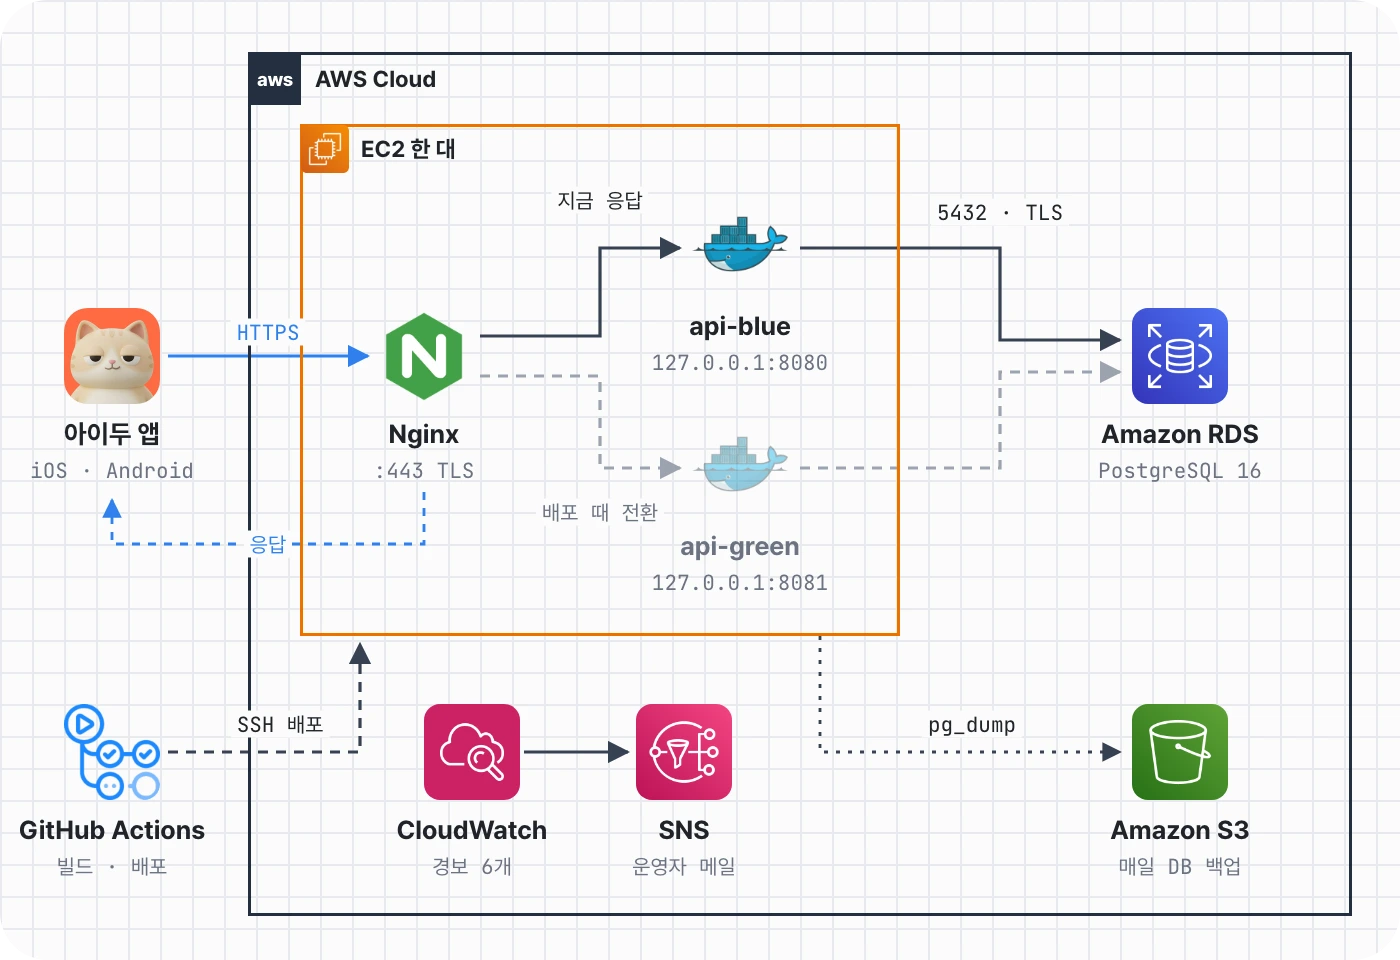 aws
AWS Cloud
EC2 한 대
지금 응답
5432 · TLS
HTTPS
api-blue
127.0.0.1:8080
아이두 앱
iOS · Android
Nginx
:443 TLS
Amazon RDS
PostgreSQL 16
배포 때 전환
응답
api-green
127.0.0.1:8081
SSH 배포
pg_dump
GitHub Actions
빌드 · 배포
CloudWatch
경보 6개
SNS
운영자 메일
Amazon S3
매일 DB 백업